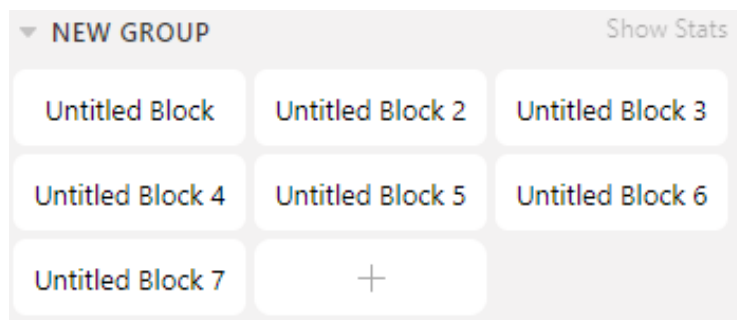 NEW GROUP Show Stats
Untitled Block Untitled Block 2 Untitled Block 3
Untitled Block 4 Untitled Block 5 Untitled Block 6
Untitled Block 7 +